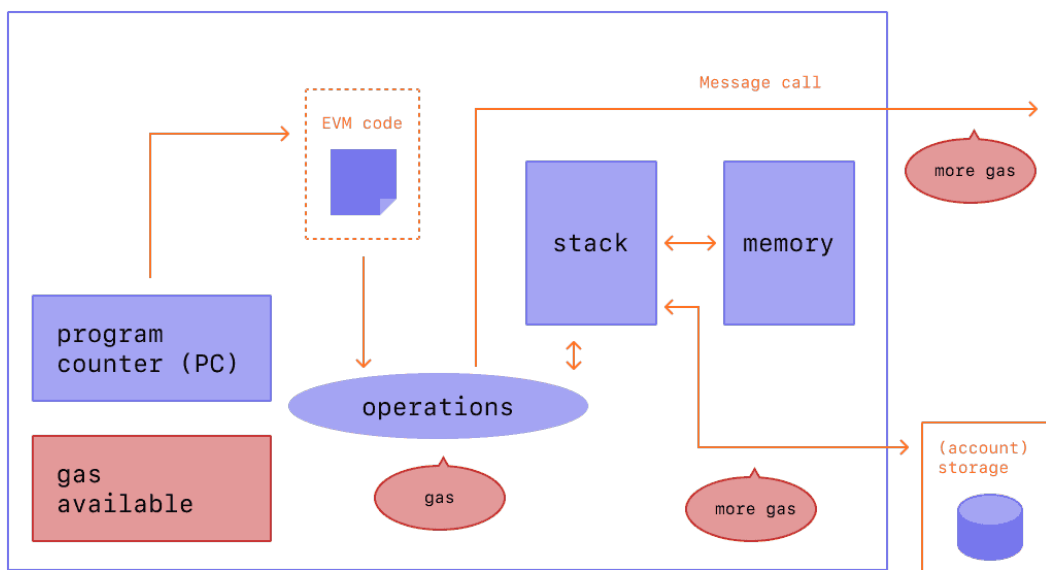 Message call
EVM code
more gas
stack
memory
program
counter (PC)
operations
(account)
storage
gas
available
gas
more gas